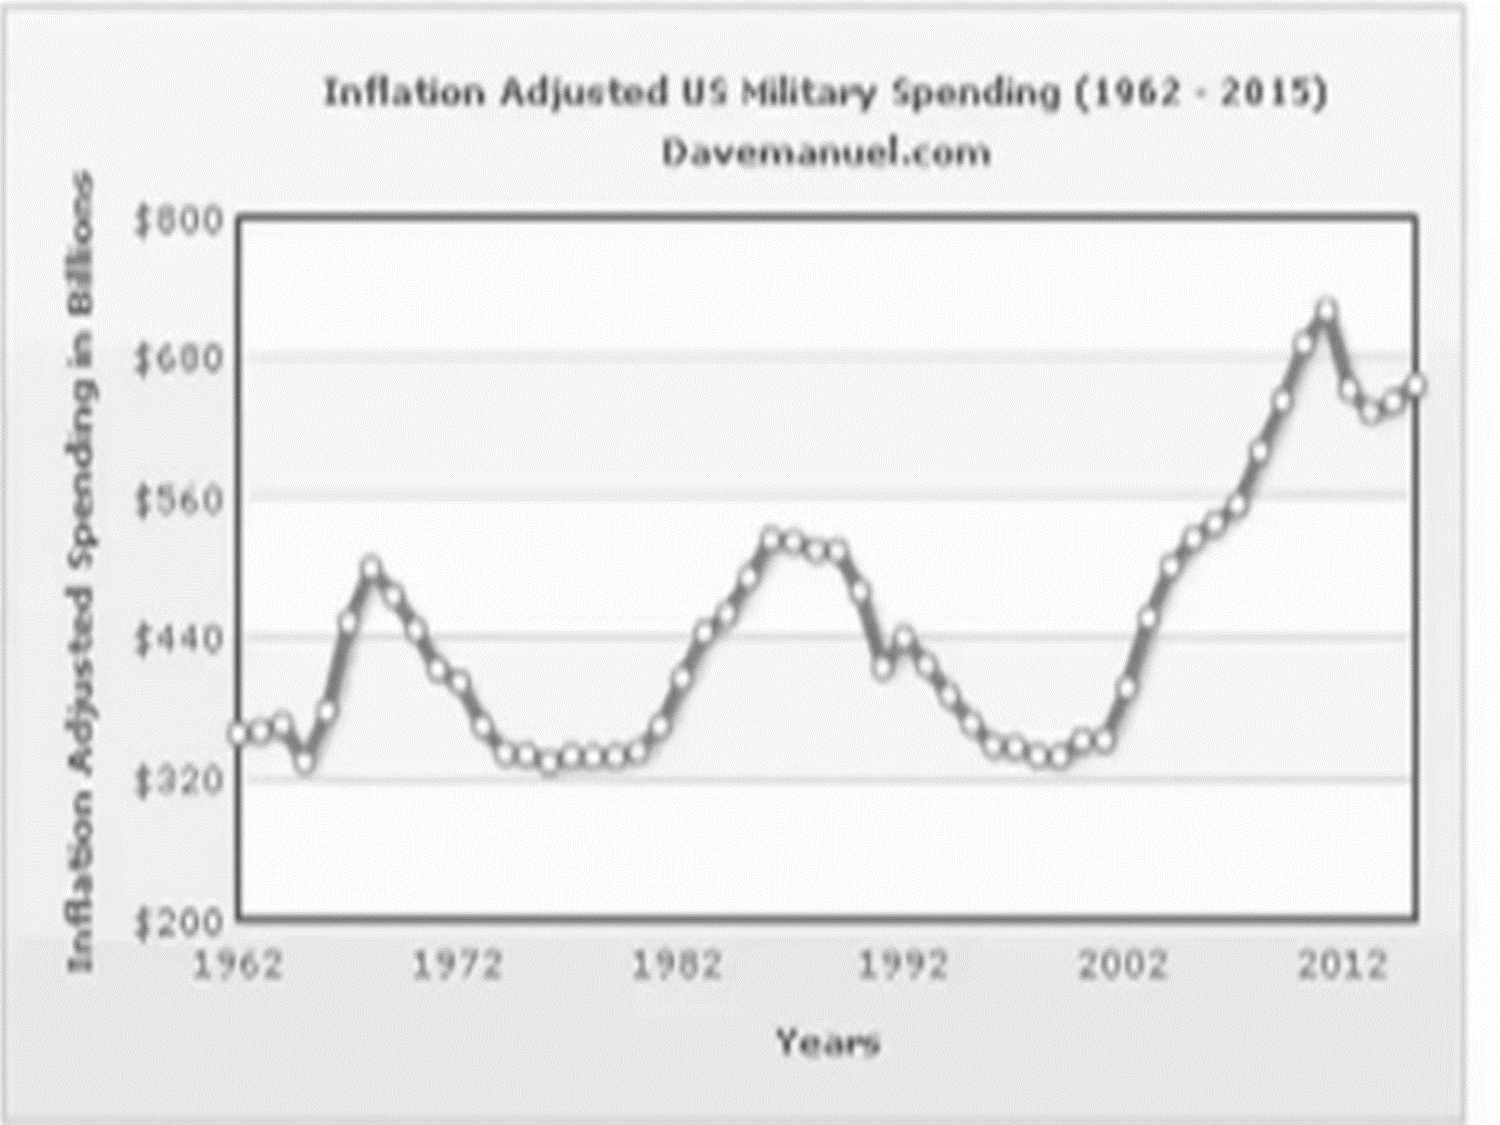 Inflation Adjusted US Military Spending (1962 - 2015)
Davemanuel.com
Inflation Adjusted Spending in Billions
$800
$680
$560
$440
$320
$200
1962 1972 1982 1992 2002 2012
Years